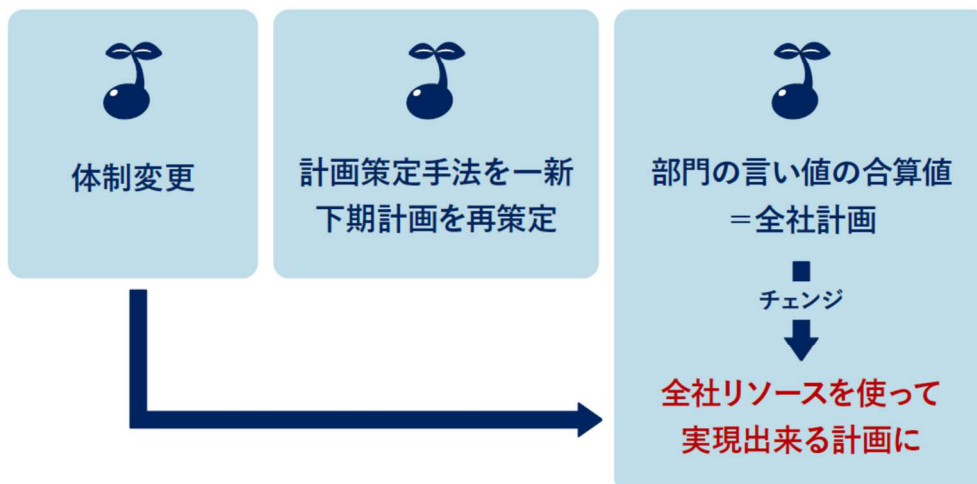 体制変更
計画策定手法を一新
下期計画を再策定
部門の言い値の合算値
＝全社計画
チェンジ
全社リソースを使って
実現出来る計画に